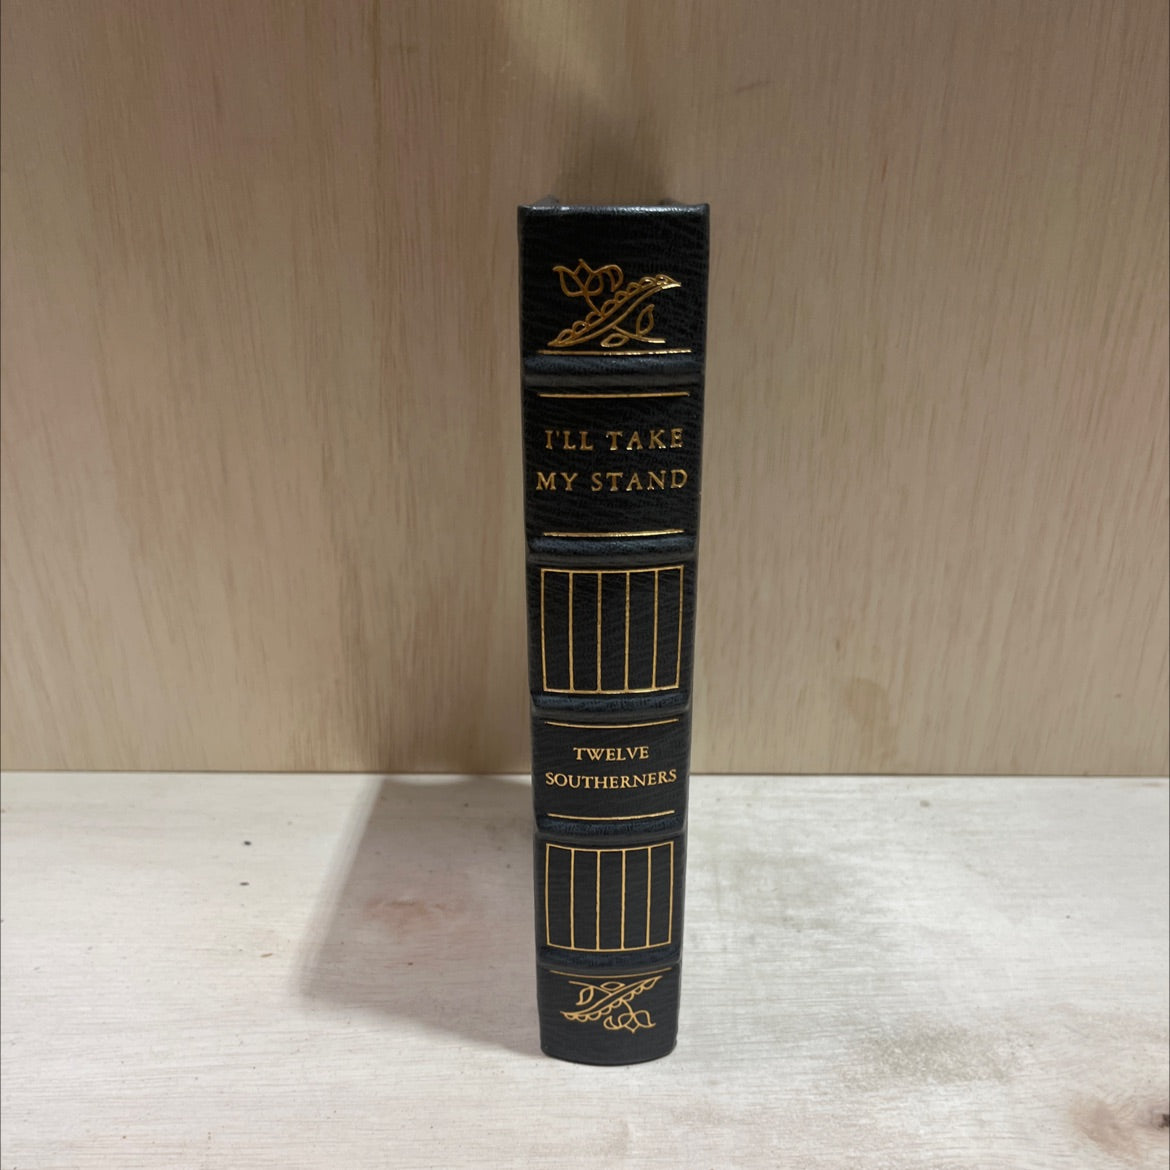 I'LL TAKE
MY STAND
TWELVE
SOUTHERNERS